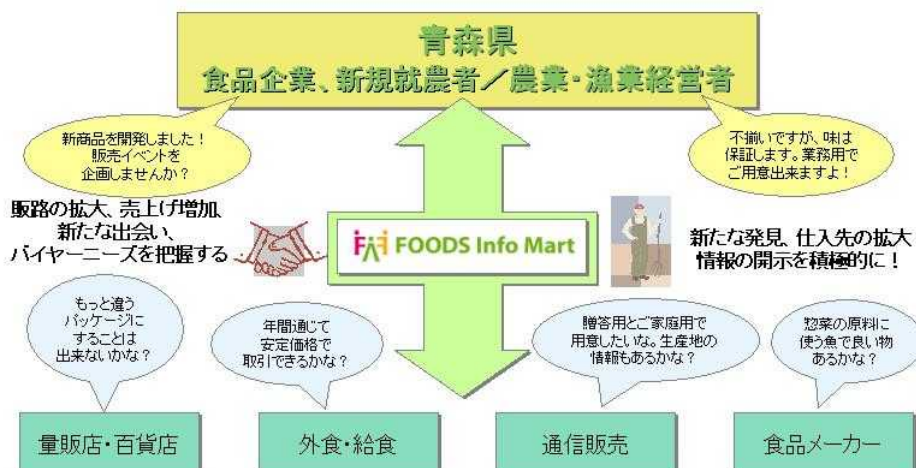 青森県
食品企業、新規就農者／農業・漁業経営者
新商品を開発しました！
販売イベントを
企画しませんか？
不揃いですが、味は
保証します。業務用で
ご用意出来ますよ！
販路の拡大、売上げ増加、
新たな出会い、
バイヤーニーズを把握する
FOODS Info Mart
新たな発見、仕入先の拡大
情報の開示を積極的に！
もっと違う
パッケージに
することは
出来ないかな？
年間通じて
安定価格で
取引できるかな？
贈答用とご家庭用で
用意したいな。生産地の
情報もあるかな？
惣菜の原料に
使う魚で良い物
あるかな？
量販店・百貨店
外食・給食
通信販売
食品メーカー